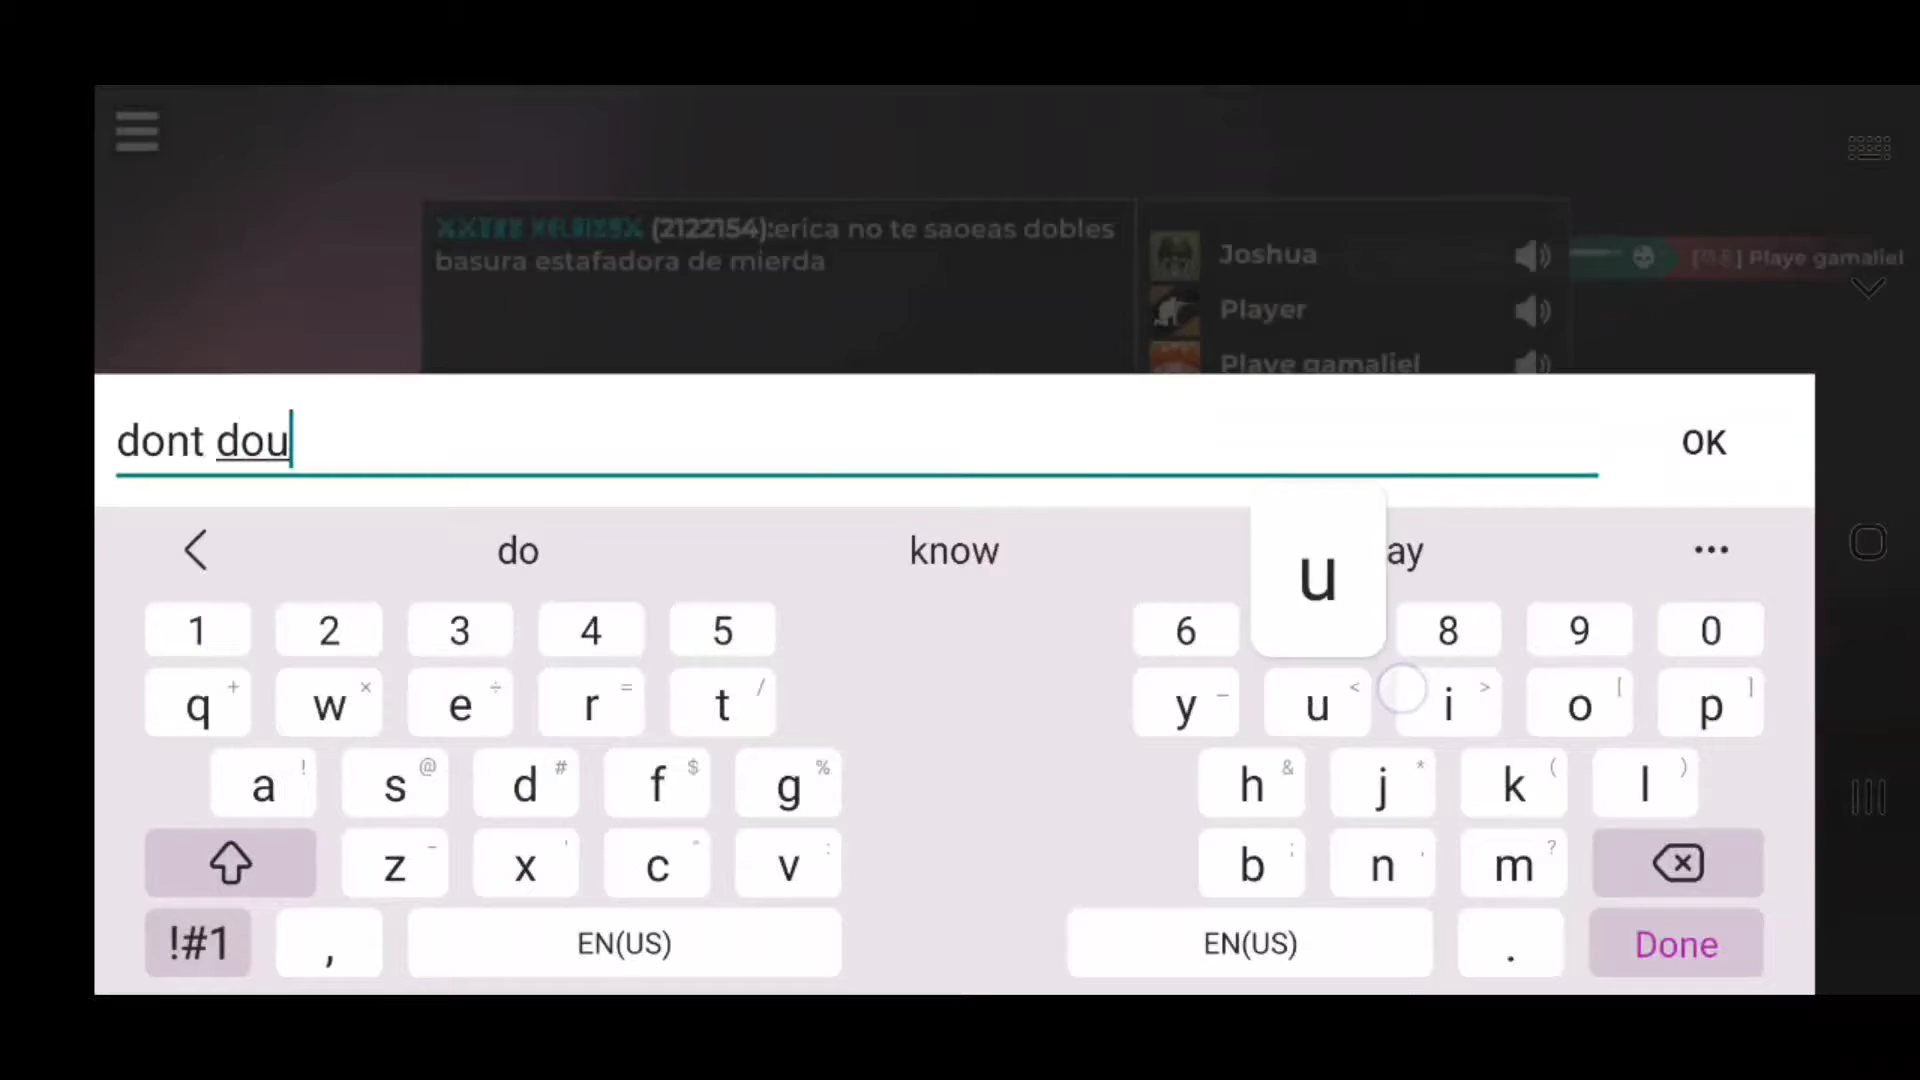 (2122154):erica no te saoeas dobles
basura estafadora de mierda
Joshua
Player
Playe gamaliel
Playe gamaliel
dont dou
OK
do
know
ay
u
1 2 3 4 5 6 8 9 0
q + w × e ÷ r = t / y _ u < i > o [ p ]
a ! s @ d # f $ g % h & j * k ( l )
z - x ' c " v : b ; n , m ?
!#1 , EN(US) EN(US) . Done